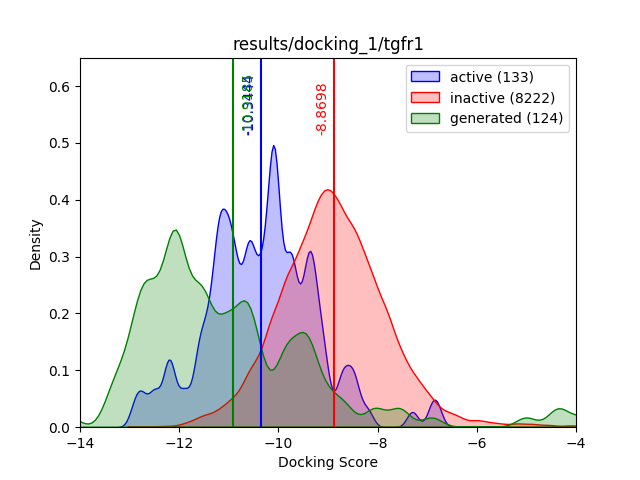 results/docking_1/tgfr1
active (133)
inactive (8222)
generated (124)
-8.8698
0.6
0.5
0.4
0.3
0.2
0.1
0.0
Density
−14
−12
−10
−8
−6
−4
Docking Score